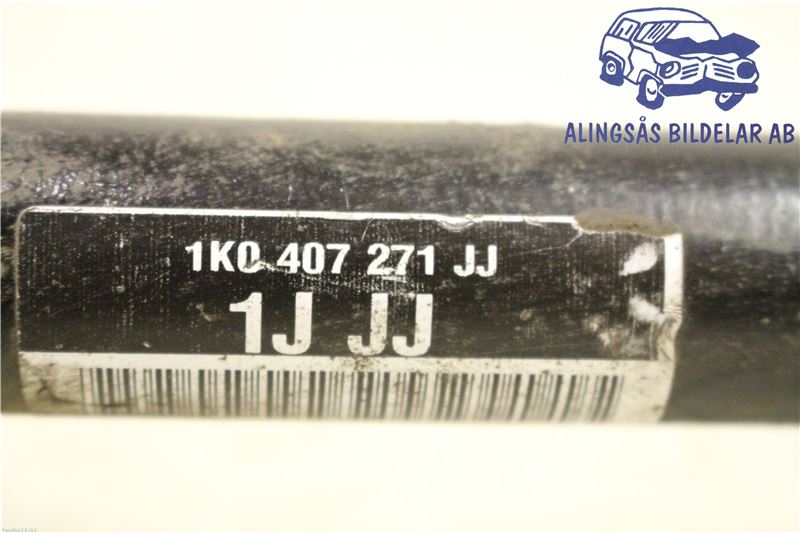 ALINGSÅS BILDELAR AB
1K0 407 271 JJ
1J JJ